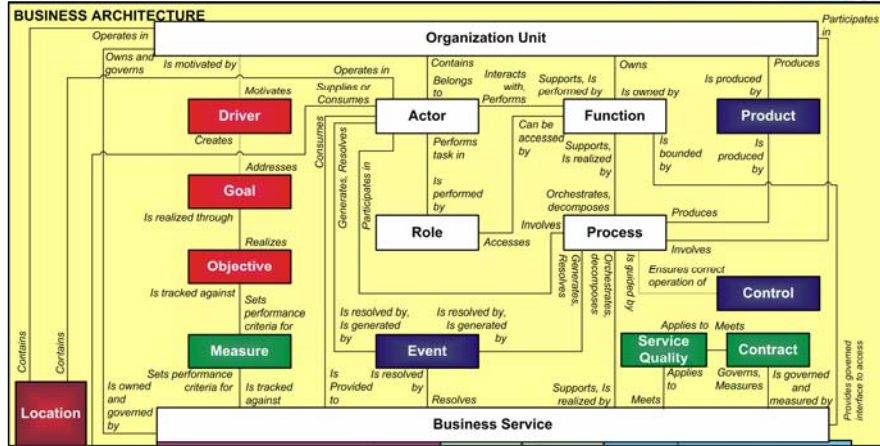 BUSINESS ARCHITECTURE
Operates in
Organization Unit
Participates
in
Owns and
governs
Is motivated by
Contains
Owns
Produces
Operates in
Belongs
to
Interacts
with,
Performs
Supports, Is
performed by
Is owned by
Is produced
by
Motivates
Supplies or
Consumes
Driver
Actor
Function
Product
Creates
Consumes
Generates, Resolves
Participates in
Performs
task in
Can be
accessed
by
Supports,
Is realized
by
Is
bounded
by
Is
produced
by
Addresses
Goal
Is realized through
Is
performed
by
Orchestrates,
decomposes
Involves
Produces
Role
Accesses
Process
Realizes
Objective
Involves
Generates,
Resolves
Orchestrates,
decomposes
Is guided
by
Ensures correct
operation of
Control
Is tracked against
Sets
performance
criteria for
Is resolved by,
Is generated
by
Is resolved by,
Is generated
by
Applies to
Meets
Measure
Event
Service
Quality
Contract
Contains
Contains
Sets performance
criteria for
Is tracked
against
Is
Provided
to
Is resolved
by
Resolves
Supports, Is
realized by
Applies
to
Meets
Governs,
Measures
Is governed
and
measured by
Provides governed
interface to access
Location
Is owned
and
governed
by
Business Service